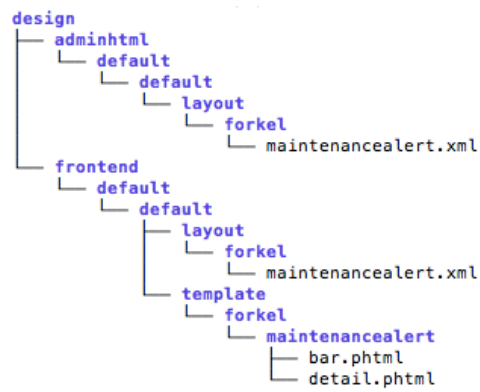 design
adminhtml
default
default
layout
forkel
maintenancealert.xml
frontend
default
default
layout
forkel
maintenancealert.xml
template
forkel
maintenancealert
bar.phtml
detail.phtml